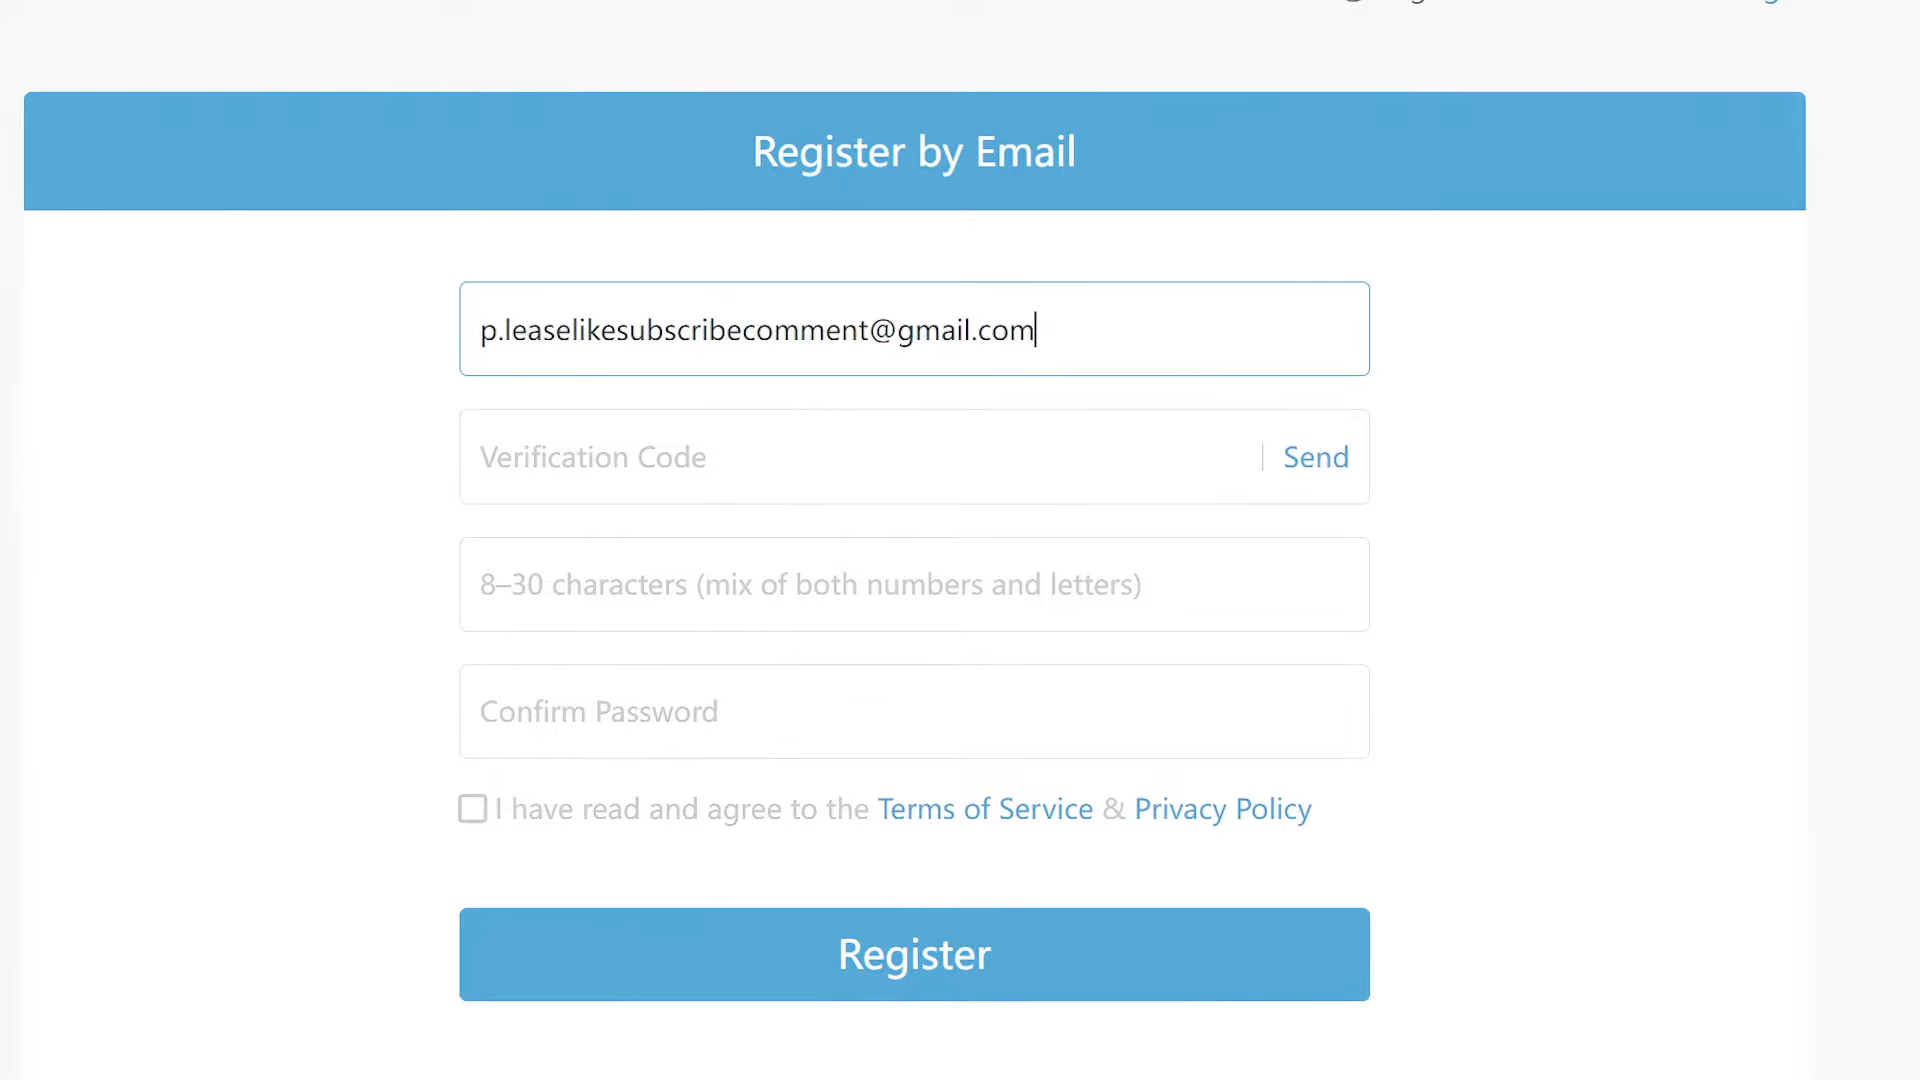 Register by Email
p.leaselikesubscribecomment@gmail.com
Verification Code | Send
8–30 characters (mix of both numbers and letters)
Confirm Password
I have read and agree to the Terms of Service & Privacy Policy
Register